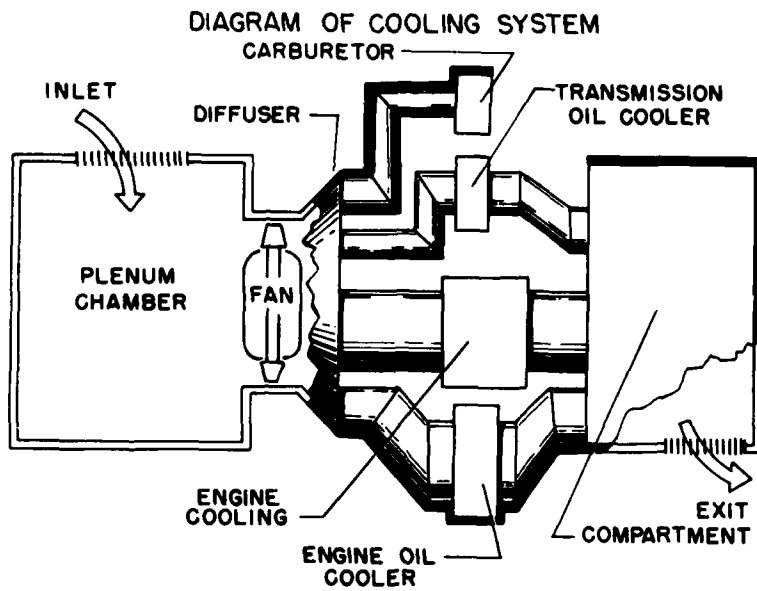 DIAGRAM OF COOLING SYSTEM
CARBURETOR
INLET
DIFFUSER
TRANSMISSION
OIL COOLER
PLENUM
CHAMBER
FAN
ENGINE
COOLING
ENGINE OIL
COOLER
EXIT
COMPARTMENT